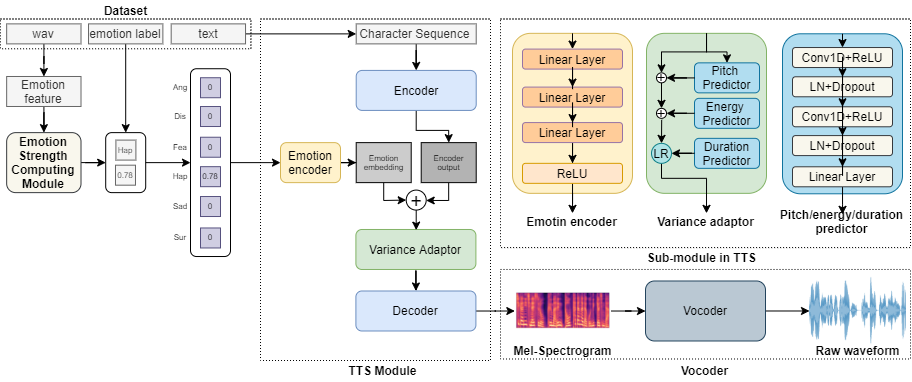 Dataset
wav
emotion label
text
Emotion
feature
Emotion
Strength
Computing
Module
Hap
0.78
Ang
0
Dis
0
Fea
0
Hap
0.78
Sad
0
Sur
0
Character Sequence
Encoder
Emotion
encoder
Emotion
embedding
Encoder
output
Variance Adaptor
Decoder
TTS Module
Linear Layer
Linear Layer
Linear Layer
ReLU
Emotin encoder
Pitch
Predictor
Energy
Predictor
LR
Duration
Predictor
Variance adaptor
Conv1D+ReLU
LN+Dropout
Conv1D+ReLU
LN+Dropout
Linear Layer
Pitch/energy/duration
predictor
Sub-module in TTS
Mel-Spectrogram
Vocoder
Raw waveform
Vocoder